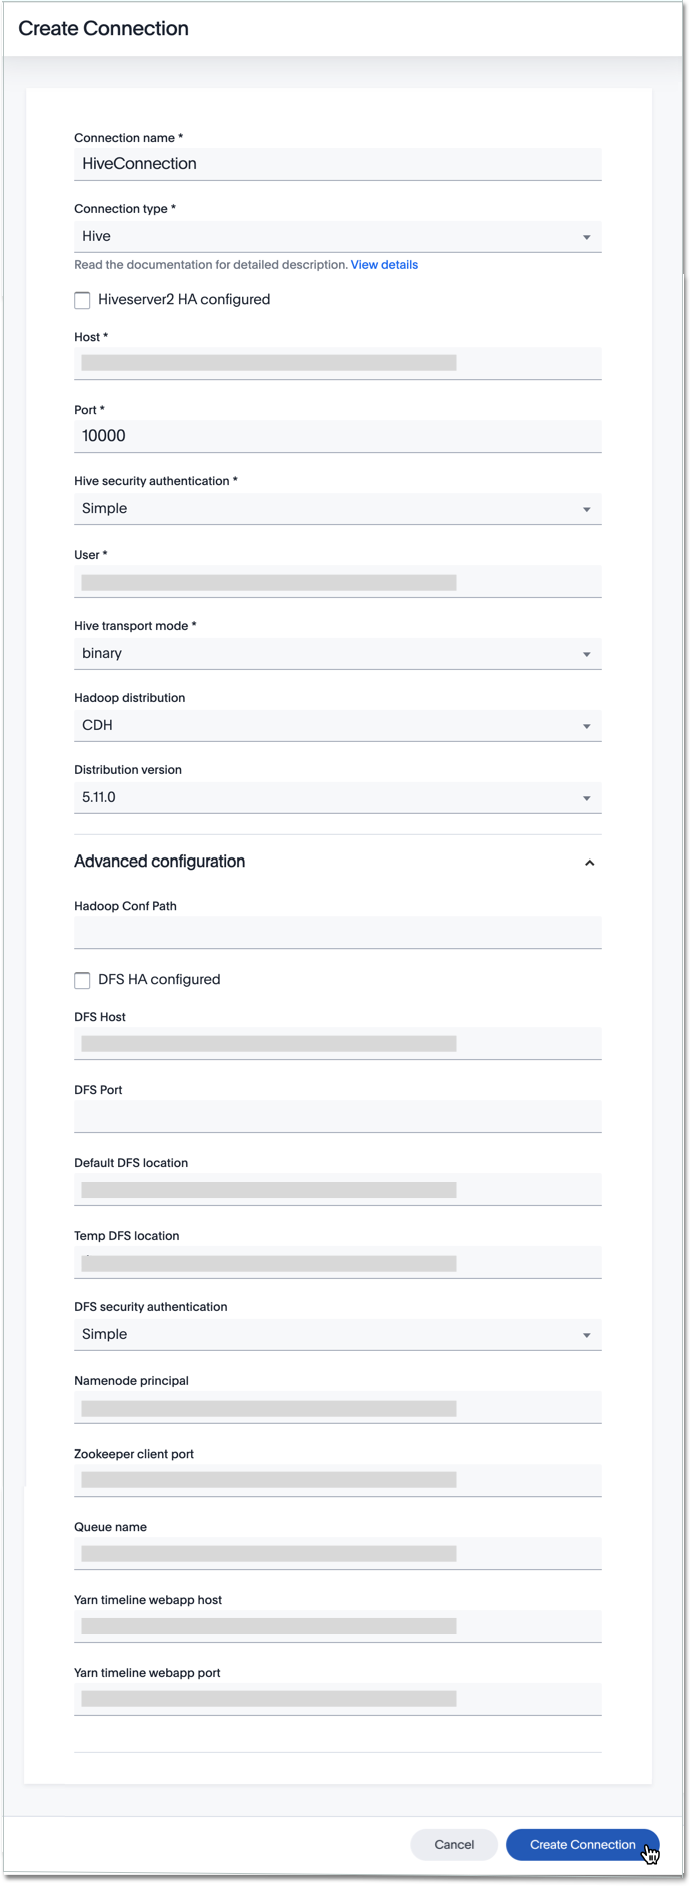 Create Connection
Connection name *
HiveConnection
Connection type *
Hive
Read the documentation for detailed description. View details
Hiveserver2 HA configured
Host *
Port *
10000
Hive security authentication *
Simple
User *
Hive transport mode *
binary
Hadoop distribution
CDH
Distribution version
5.11.0
Advanced configuration
Hadoop Conf Path
DFS HA configured
DFS Host
DFS Port
Default DFS location
Temp DFS location
DFS security authentication
Simple
Namenode principal
Zookeeper client port
Queue name
Yarn timeline webapp host
Yarn timeline webapp port
Cancel
Create Connection